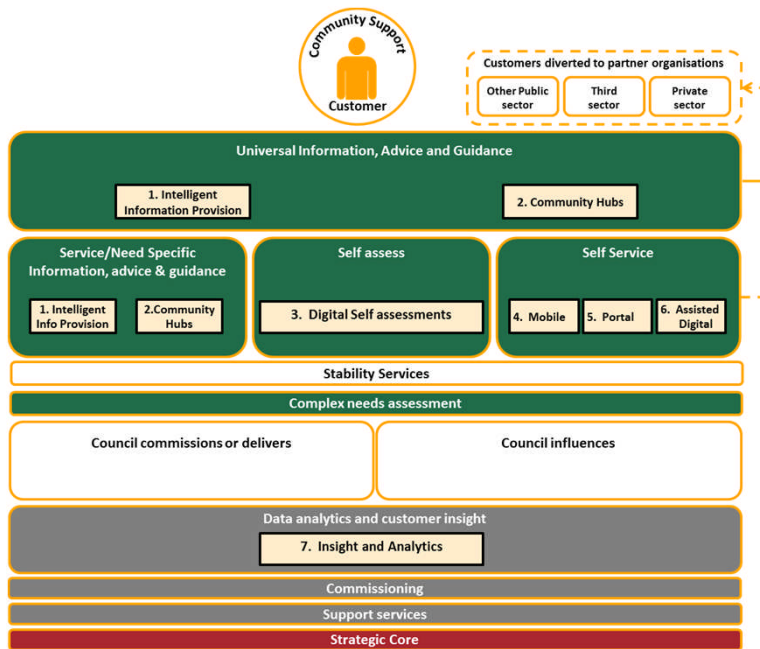 Community Support
Customer
Customers diverted to partner organisations
Other Public
sector
Third
sector
Private
sector
Universal Information, Advice and Guidance
1. Intelligent
Information Provision
2. Community Hubs
Service/Need Specific
Information, advice & guidance
1. Intelligent
Info Provision
2.Community
Hubs
Self assess
3. Digital Self assessments
Self Service
4. Mobile
5. Portal
6. Assisted
Digital
Stability Services
Complex needs assessment
Council commissions or delivers
Council influences
Data analytics and customer insight
7. Insight and Analytics
Commissioning
Support services
Strategic Core